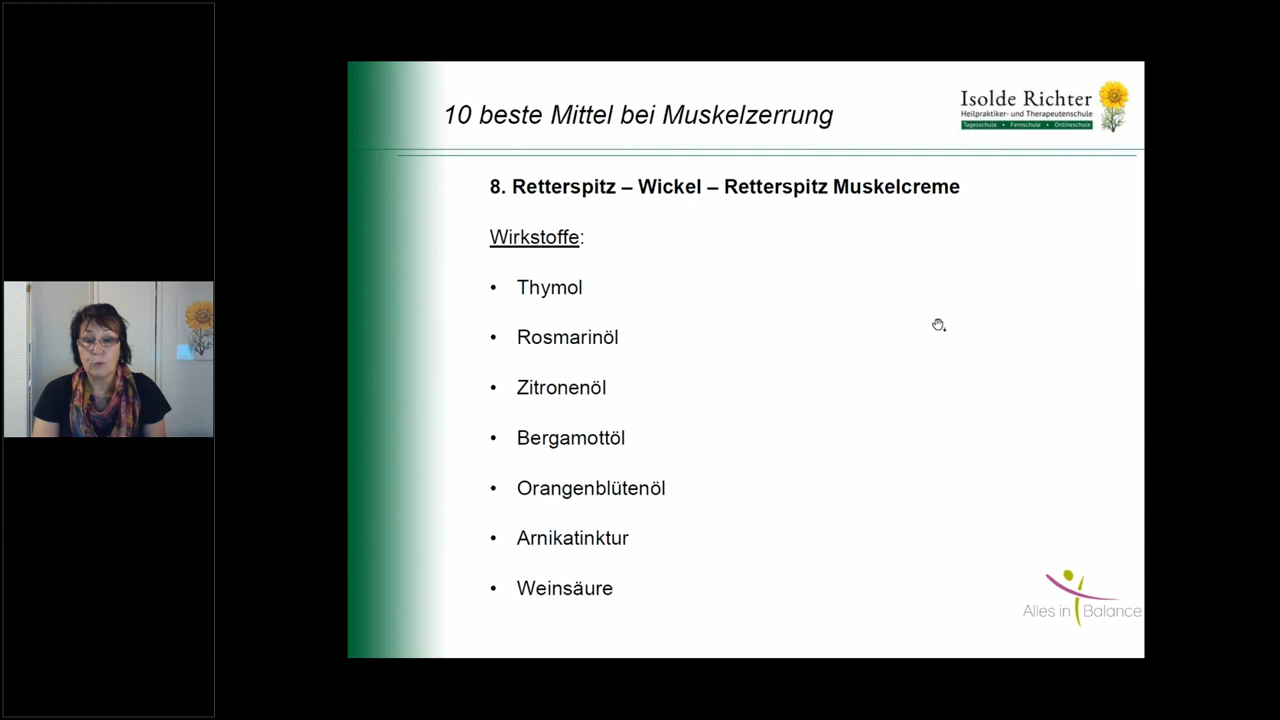 10 beste Mittel bei Muskelzerrung
Isolde Richter
Heilpraktiker- und Therapeutenschule
Tagesschule • Fernschule • Onlineschule
8. Retterspitz – Wickel – Retterspitz Muskelcreme
Wirkstoffe:
• Thymol
• Rosmarinöl
• Zitronenöl
• Bergamottöl
• Orangenblütenöl
• Arnikatinktur
• Weinsäure
Alles in Balance